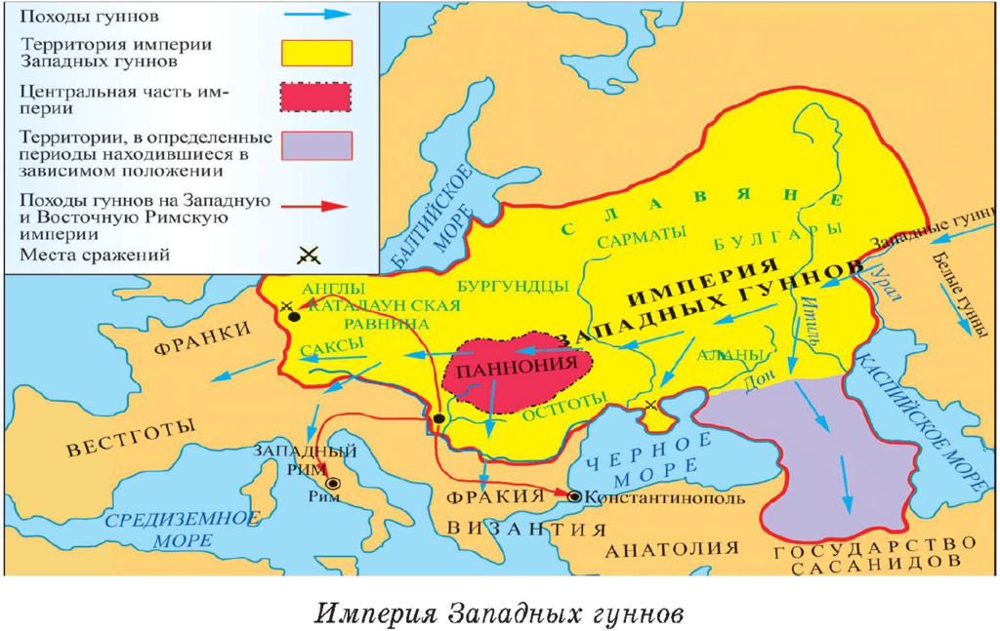 Походы гуннов
Территория империи
Западных гуннов
Центральная часть им-
перии
Территории, в определенные
периоды находившиеся в
зависимом положении
Походы гуннов на Западную
и Восточную Римскую
империи
Места сражений
БАЛТИЙСКОЕ
МОРЕ
СЛАВЯНЕ
САРМАТЫ
БУЛГАРЫ
Западные гунны
Белые гунны
ИМПЕРИЯ
ЗАПАДНЫХ ГУННОВ
Урал
Итиль
АНГЛЫ
БУРГУНДЦЫ
КАТАЛАУН СКАЯ
РАВНИНА
ФРАНКИ
САКСЫ
ПАННОНИЯ
АЛАНЫ
Дон
КАСПИЙСКОЕ МОРЕ
ОСТГОТЫ
ВЕСТГОТЫ
ЗАПАДНЫЙ
РИМ
Рим
ЧЕРНОЕ
МОРЕ
ФРАКИЯ
Константинополь
СРЕДИЗЕМНОЕ
МОРЕ
ВИЗАНТИЯ
АНАТОЛИЯ
ГОСУДАРСТВО
САСАНИДОВ
Империя Западных гуннов